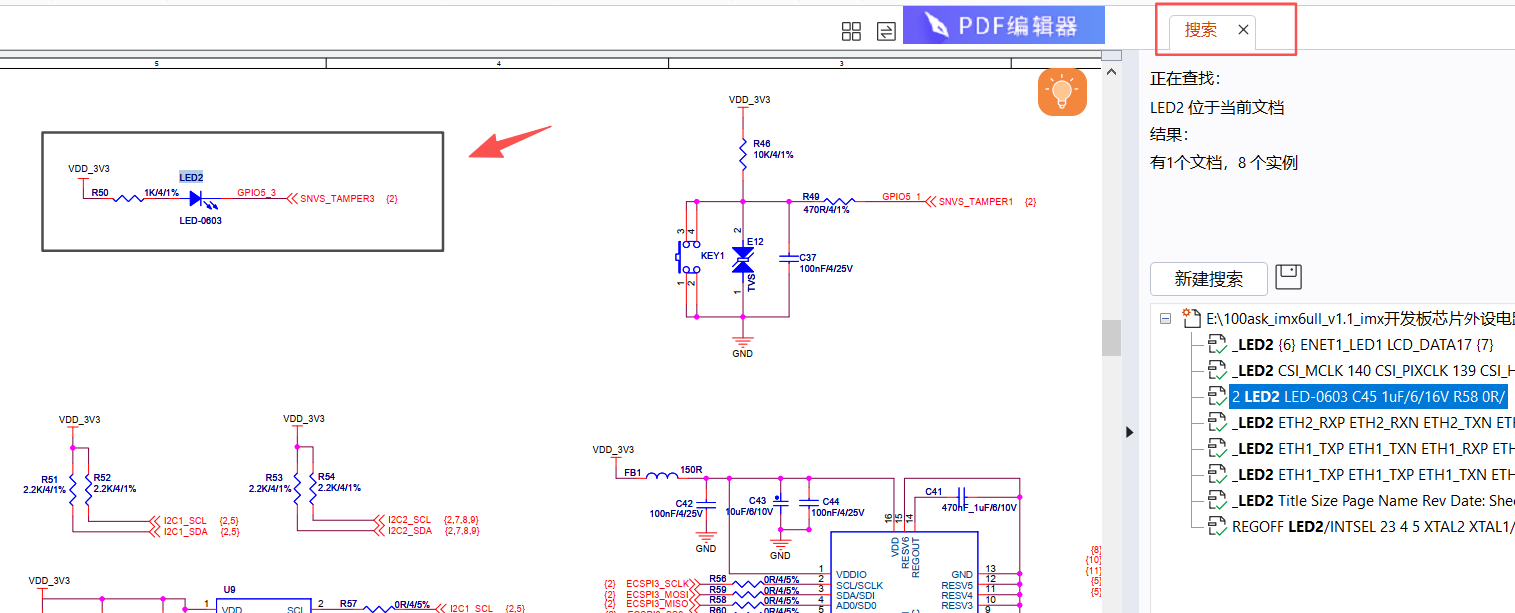 PDF编辑器
搜索
正在查找:
LED2 位于当前文档
结果:
有1个文档，8 个实例
新建搜索
E:\100ask_imx6ull_v1.1_imx开发板芯片外设电
_LED2 {6} ENET1_LED1 LCD_DATA17 {7}
_LED2 CSI_MCLK 140 CSI_PIXCLK 139 CSI_H
2 LED2 LED-0603 C45 1uF/6/16V R58 0R/
_LED2 ETH2_RXP ETH2_RXN ETH2_TXN ETH
_LED2 ETH1_TXP ETH1_TXN ETH1_RXP ETH
_LED2 ETH1_TXP ETH1_TXP ETH1_TXN ETH
_LED2 Title Size Page Name Rev Date: Shee
REGOFF LED2/INTSEL 23 4 5 XTAL2 XTAL1/
5
4
3
VDD_3V3
R50
1K/4/1%
LED2
LED-0603
GPIO5_3
SNVS_TAMPER3 {2}
VDD_3V3
R46
10K/4/1%
R49
470R/4/1%
GPIO5_1
SNVS_TAMPER1 {2}
3
4
KEY1
1
2
2
E12
TVS
1
C37
100nF/4/25V
GND
VDD_3V3
R51
2.2K/4/1%
R52
2.2K/4/1%
I2C1_SCL {2,5}
I2C1_SDA {2,5}
VDD_3V3
R53
2.2K/4/1%
R54
2.2K/4/1%
I2C2_SCL {2,7,8,9}
I2C2_SDA {2,7,8,9}
VDD_3V3
FB1
150R
C42
100nF/4/25V
GND
C43
10uF/6/10V
C44
100nF/4/25V
GND
C41
470nF_1uF/6/10V
16
15
14
VDD
RESV6
REGOUT
{2} ECSPI3_SCLK R56 0R/4/5% 1 VDDIO
{2} ECSPI3_MOSI R59 0R/4/5% 2 SCL/SCLK
{2} ECSPI3_MISO R58 0R/4/5% 3 SDA/SDI
R60 0R/4/5% 4 AD0/SD0
5
GND 13
RESV5 12
RESV4 11
RESV3 10
9
{8}
{10}
{11}
{5}
{5}
VDD_3V3
U9
1 VDD
SCL 2
R57
0R/4/5%
I2C1_SCL {2,5}